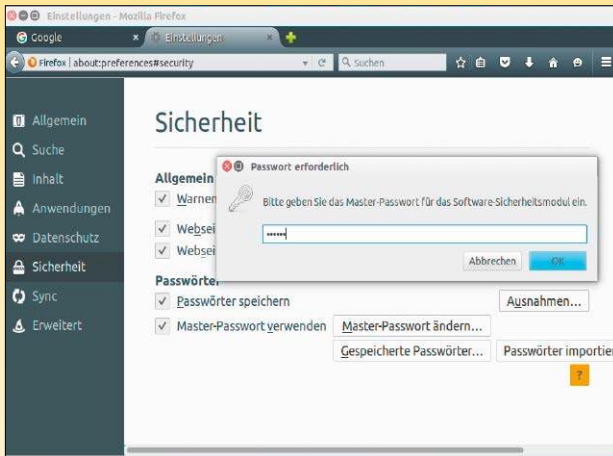 Einstellungen - Mozilla Firefox
Google
Einstellungen
Firefox | about:preferences#security
Suchen
Allgemein
Suche
Inhalt
Anwendungen
Datenschutz
Sicherheit
Sync
Erweitert
Sicherheit
Allgemein
Warnen
Websei
Websei
Passwort erforderlich
Bitte geben Sie das Master-Passwort für das Software-Sicherheitsmodul ein.
••••••
Abbrechen OK
Passwörter
Passwörter speichern
Ausnahmen...
Master-Passwort verwenden
Master-Passwort ändern...
Gespeicherte Passwörter...
Passwörter importie
?